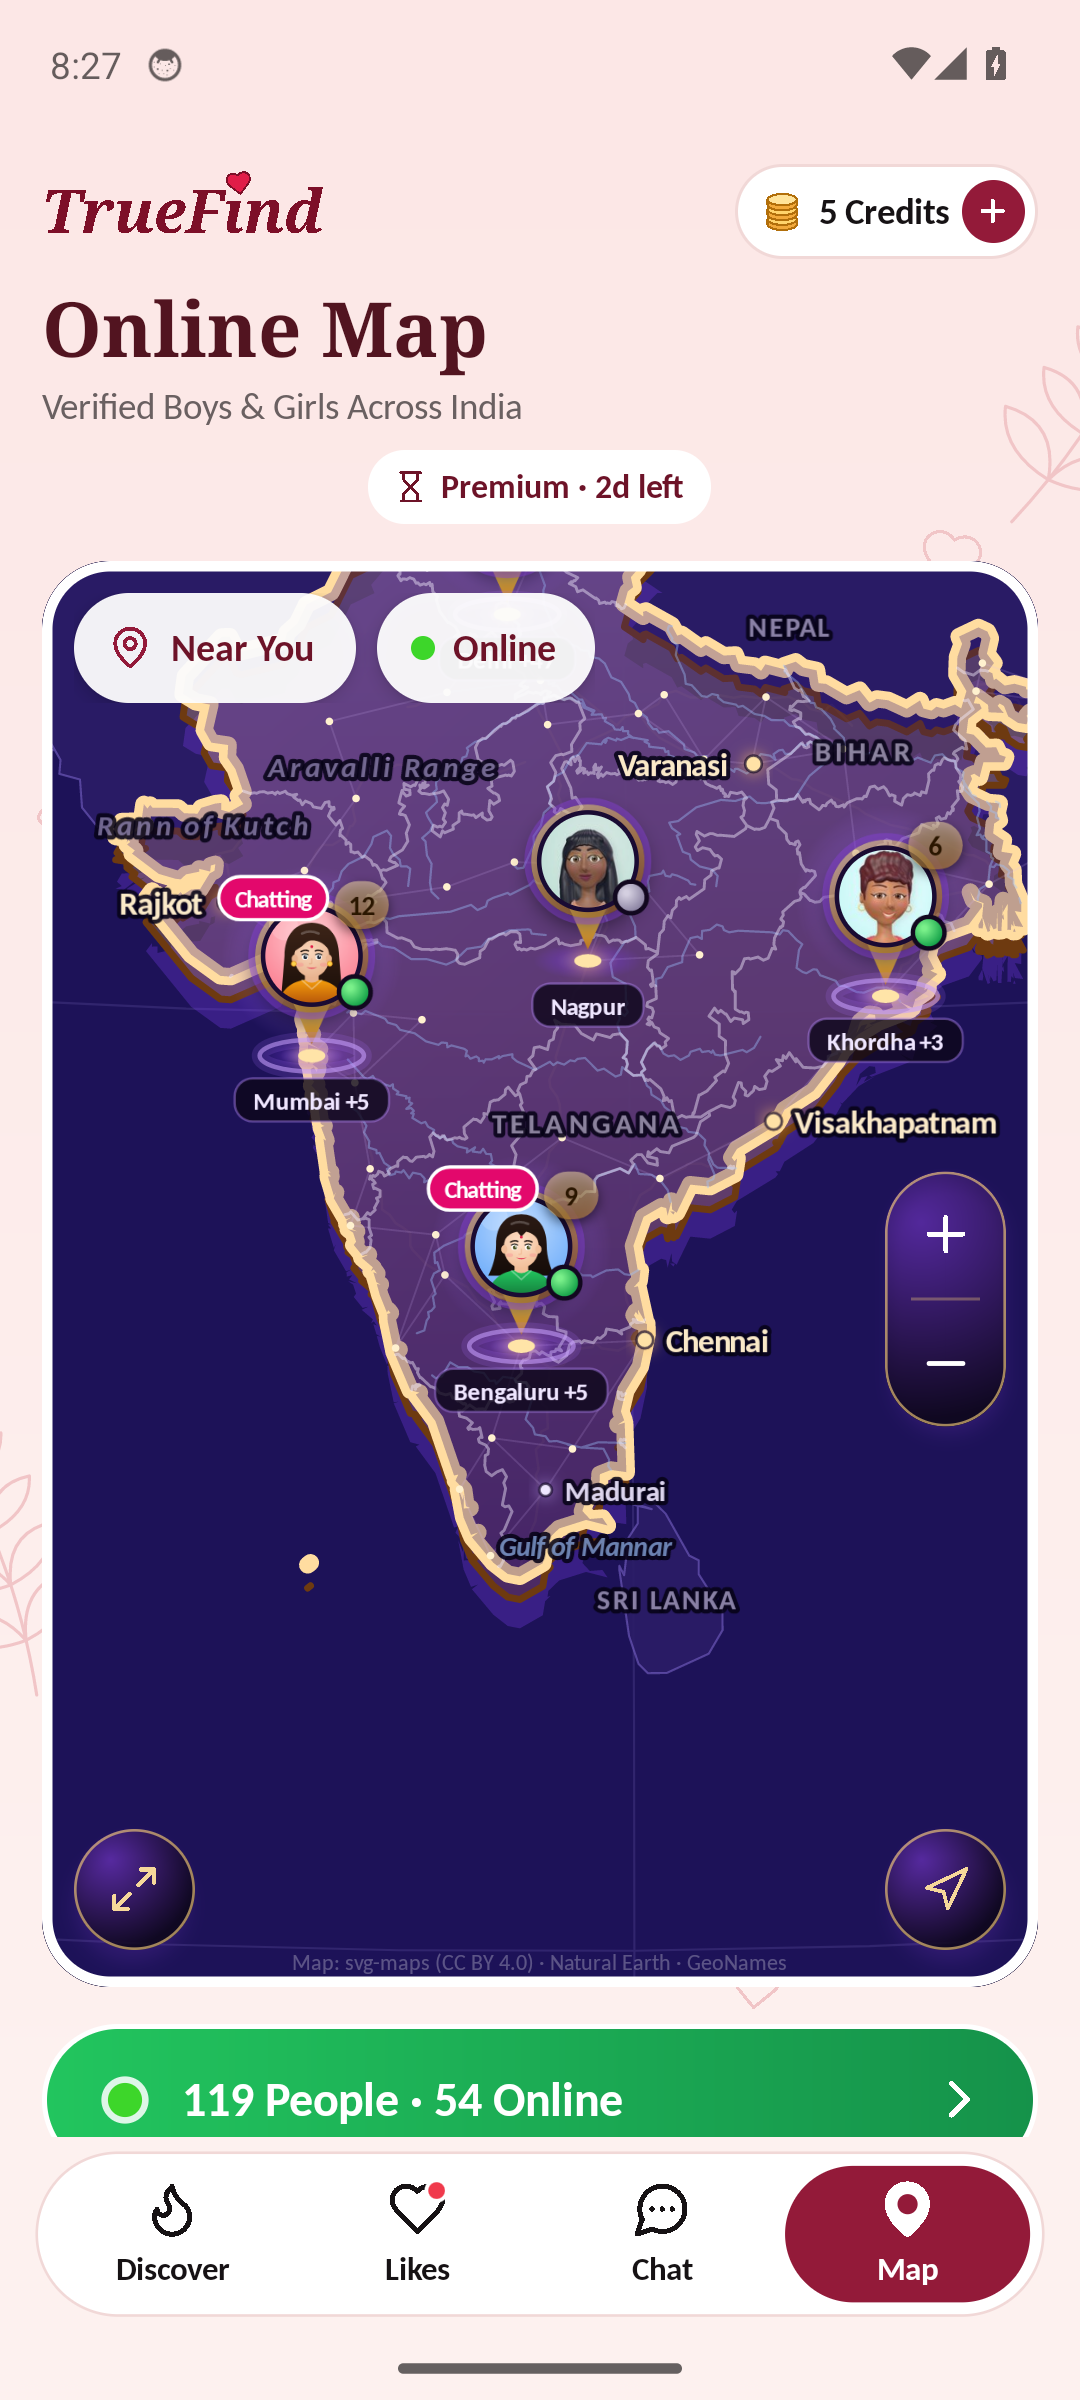 8:27
TrueFind
5 Credits
Online Map
Verified Boys & Girls Across India
Premium · 2d left
Near You
Online
NEPAL
Aravalli Range
Varanasi
BIHAR
Rann of Kutch
6
Rajkot
Chatting
12
Nagpur
Khordha +3
Mumbai +5
TELANGANA
Visakhapatnam
Chatting
9
Chennai
Bengaluru +5
Madurai
Gulf of Mannar
SRI LANKA
Map: svg-maps (CC BY 4.0) · Natural Earth · GeoNames
119 People · 54 Online
Discover
Likes
Chat
Map